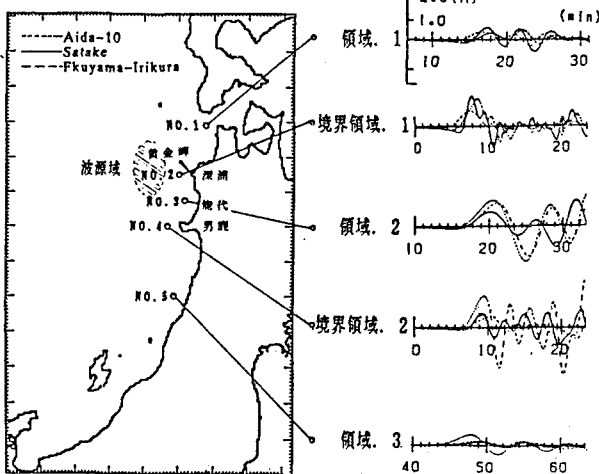 1.0
(min)
Aida-10
Satake
Fkuyama-Irikura
領域. 1
10 20 30
NO.1
境界領域. 1
0 10 20
黄金岬
波源域
NO.2 深浦
NO.3 能代
NO.4 男鹿
領域. 2
10 20 30
境界領域. 2
0 10 20
NO.5
領域. 3
40 50 60